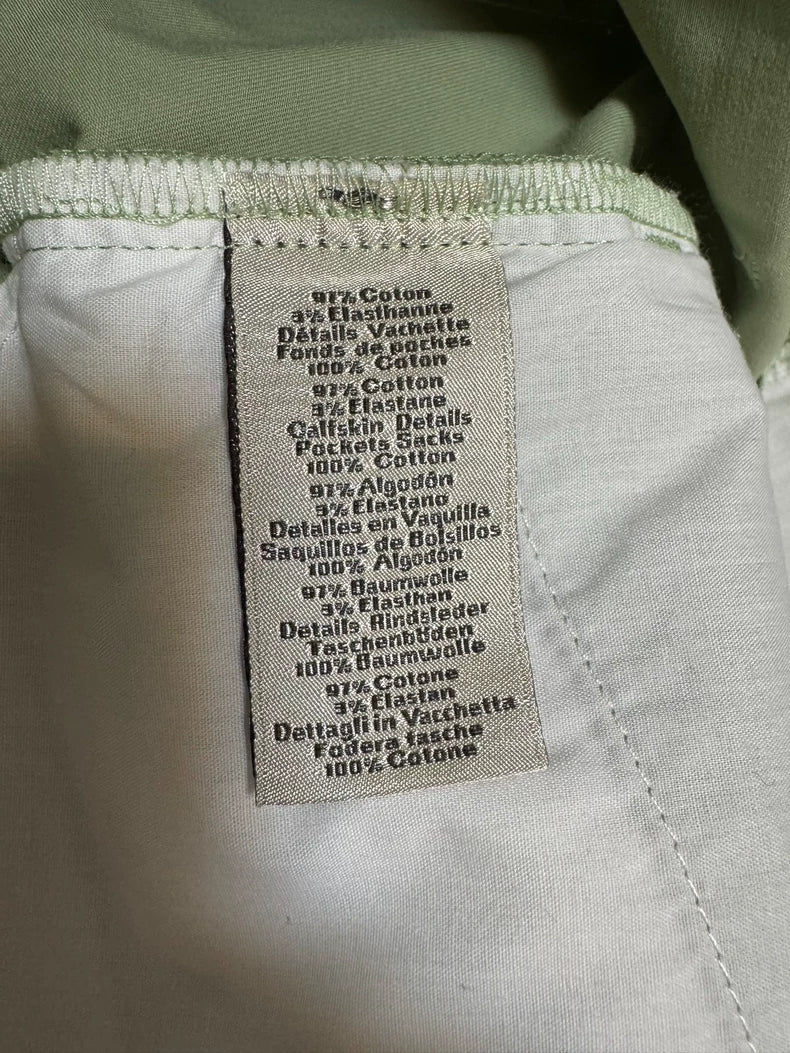 97% Coton
3% Elasthanne
Détails Vachette
Fonds de poches
100% Coton
97% Cotton
3% Elastane
Calfskin Details
Pockets Sacks
100% Cotton
97% Algodón
3% Elastano
Detalles en Vaquilla
Saquillos de Bolsillos
100% Algodón
97% Baumwolle
3% Elasthan
Details Rindsleder
Taschenböden
100% Baumwolle
97% Cotone
3% Elastan
Dettagli in Vacchetta
Fodera tasche
100% Cotone